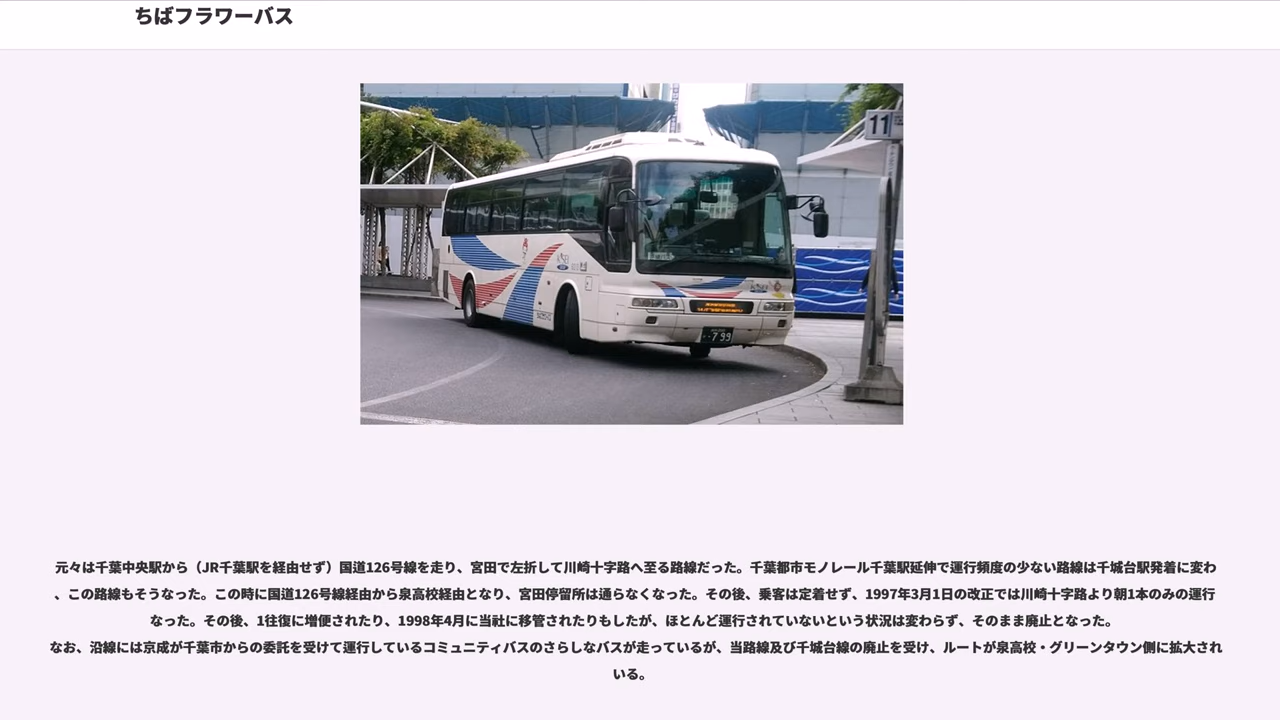 ちばフラワーバス
11
799
元々は千葉中央駅から（JR千葉駅を経由せず）国道126号線を走り、宮田で左折して川崎十字路へ至る路線だった。千葉都市モノレール千葉駅延伸で運行頻度の少ない路線は千城台駅発着に変わ
、この路線もそうなった。この時に国道126号線経由から泉高校経由となり、宮田停留所は通らなくなった。その後、乗客は定着せず、1997年3月1日の改正では川崎十字路より朝1本のみの運行
なった。その後、1往復に増便されたり、1998年4月に当社に移管されたりもしたが、ほとんど運行されていないという状況は変わらず、そのまま廃止となった。
なお、沿線には京成が千葉市からの委託を受けて運行しているコミュニティバスのさらしなバスが走っているが、当路線及び千城台線の廃止を受け、ルートが泉高校・グリーンタウン側に拡大され
いる。